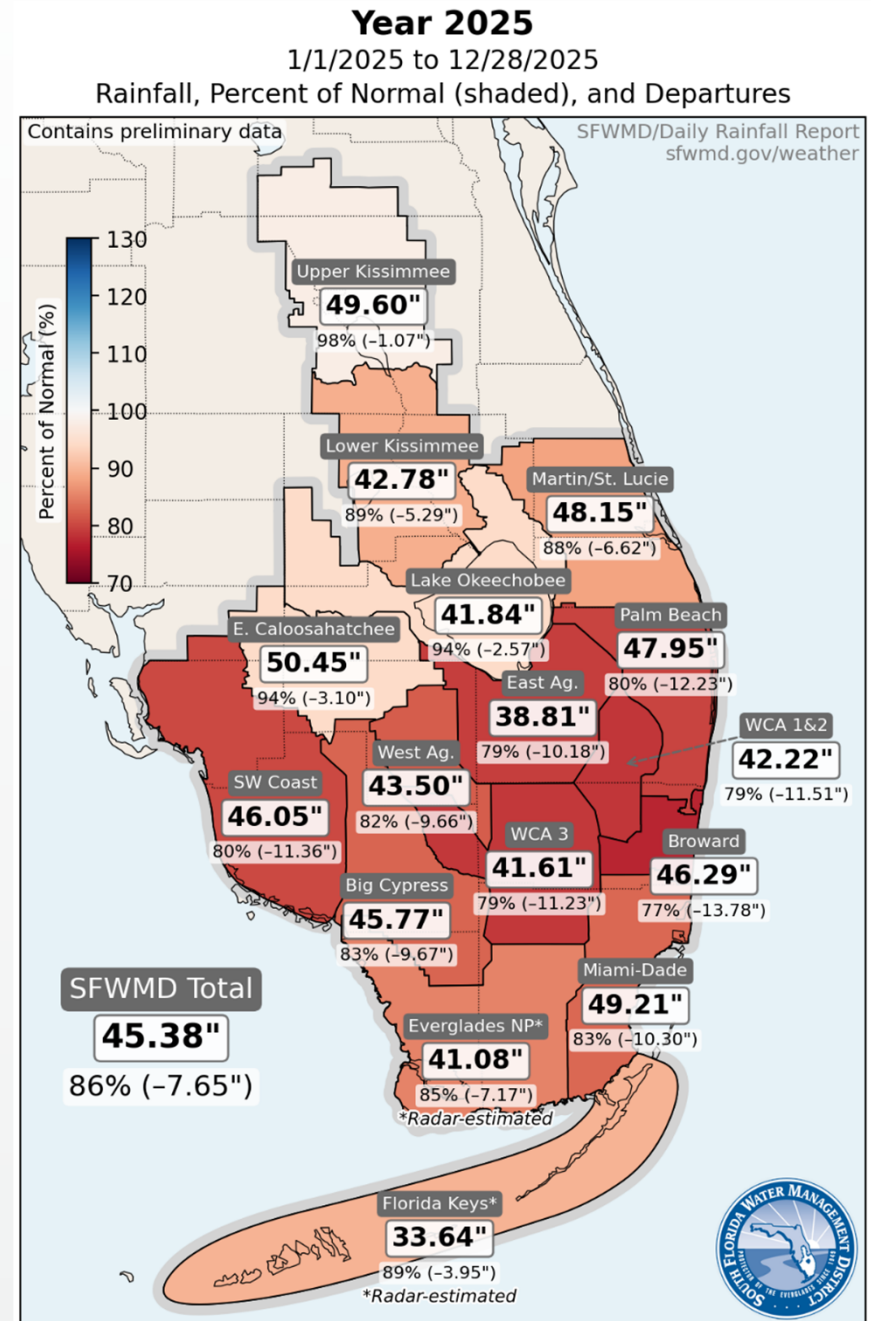 Year 2025
1/1/2025 to 12/28/2025
Rainfall, Percent of Normal (shaded), and Departures
Contains preliminary data
SFWMD/Daily Rainfall Report
sfwmd.gov/weather
130
120
110
100
90
80
70
Percent of Normal (%)
Upper Kissimmee
49.60"
98% (–1.07")
Lower Kissimmee
42.78"
89% (–5.29")
Martin/St. Lucie
48.15"
88% (–6.62")
Lake Okeechobee
41.84"
94% (–2.57")
E. Caloosahatchee
50.45"
94% (–3.10")
Palm Beach
47.95"
80% (–12.23")
East Ag.
38.81"
79% (–10.18")
WCA 1&2
42.22"
79% (–11.51")
West Ag.
43.50"
82% (–9.66")
SW Coast
46.05"
80% (–11.36")
WCA 3
41.61"
79% (–11.23")
Broward
46.29"
77% (–13.78")
Big Cypress
45.77"
83% (–9.67")
Miami-Dade
49.21"
83% (–10.30")
SFWMD Total
45.38"
86% (–7.65")
Everglades NP*
41.08"
85% (–7.17")
*Radar-estimated
Florida Keys*
33.64"
89% (–3.95")
*Radar-estimated
SOUTH FLORIDA WATER MANAGEMENT DISTRICT
PROTECTED BY THE EVERGLADES SINCE 1949